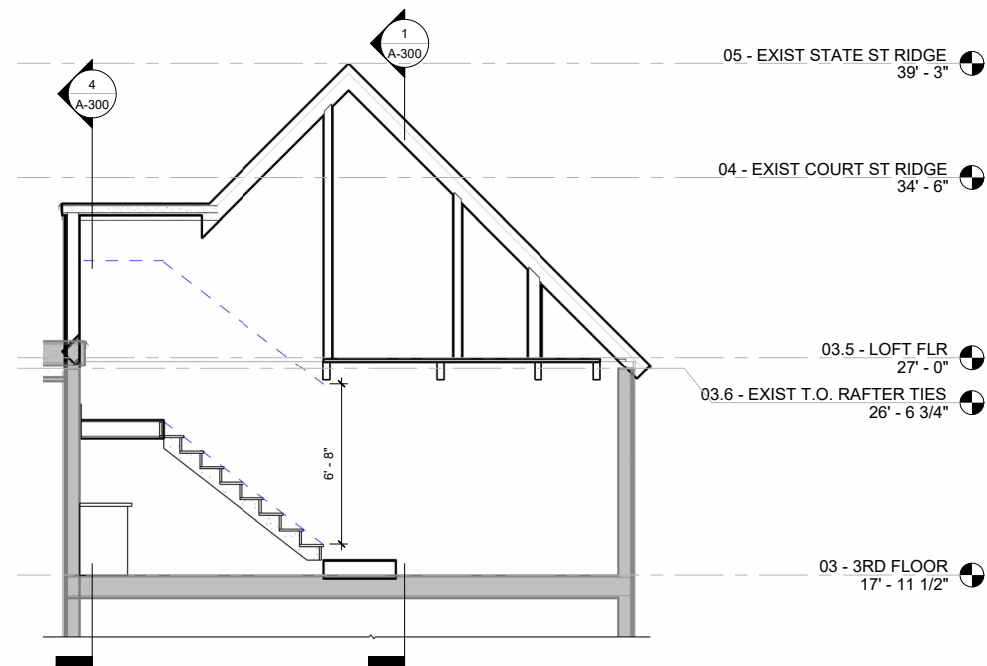 1
A-300
4
A-300
05 - EXIST STATE ST RIDGE
39' - 3"
04 - EXIST COURT ST RIDGE
34' - 6"
03.5 - LOFT FLR
27' - 0"
03.6 - EXIST T.O. RAFTER TIES
26' - 6 3/4"
6' - 8"
03 - 3RD FLOOR
17' - 11 1/2"